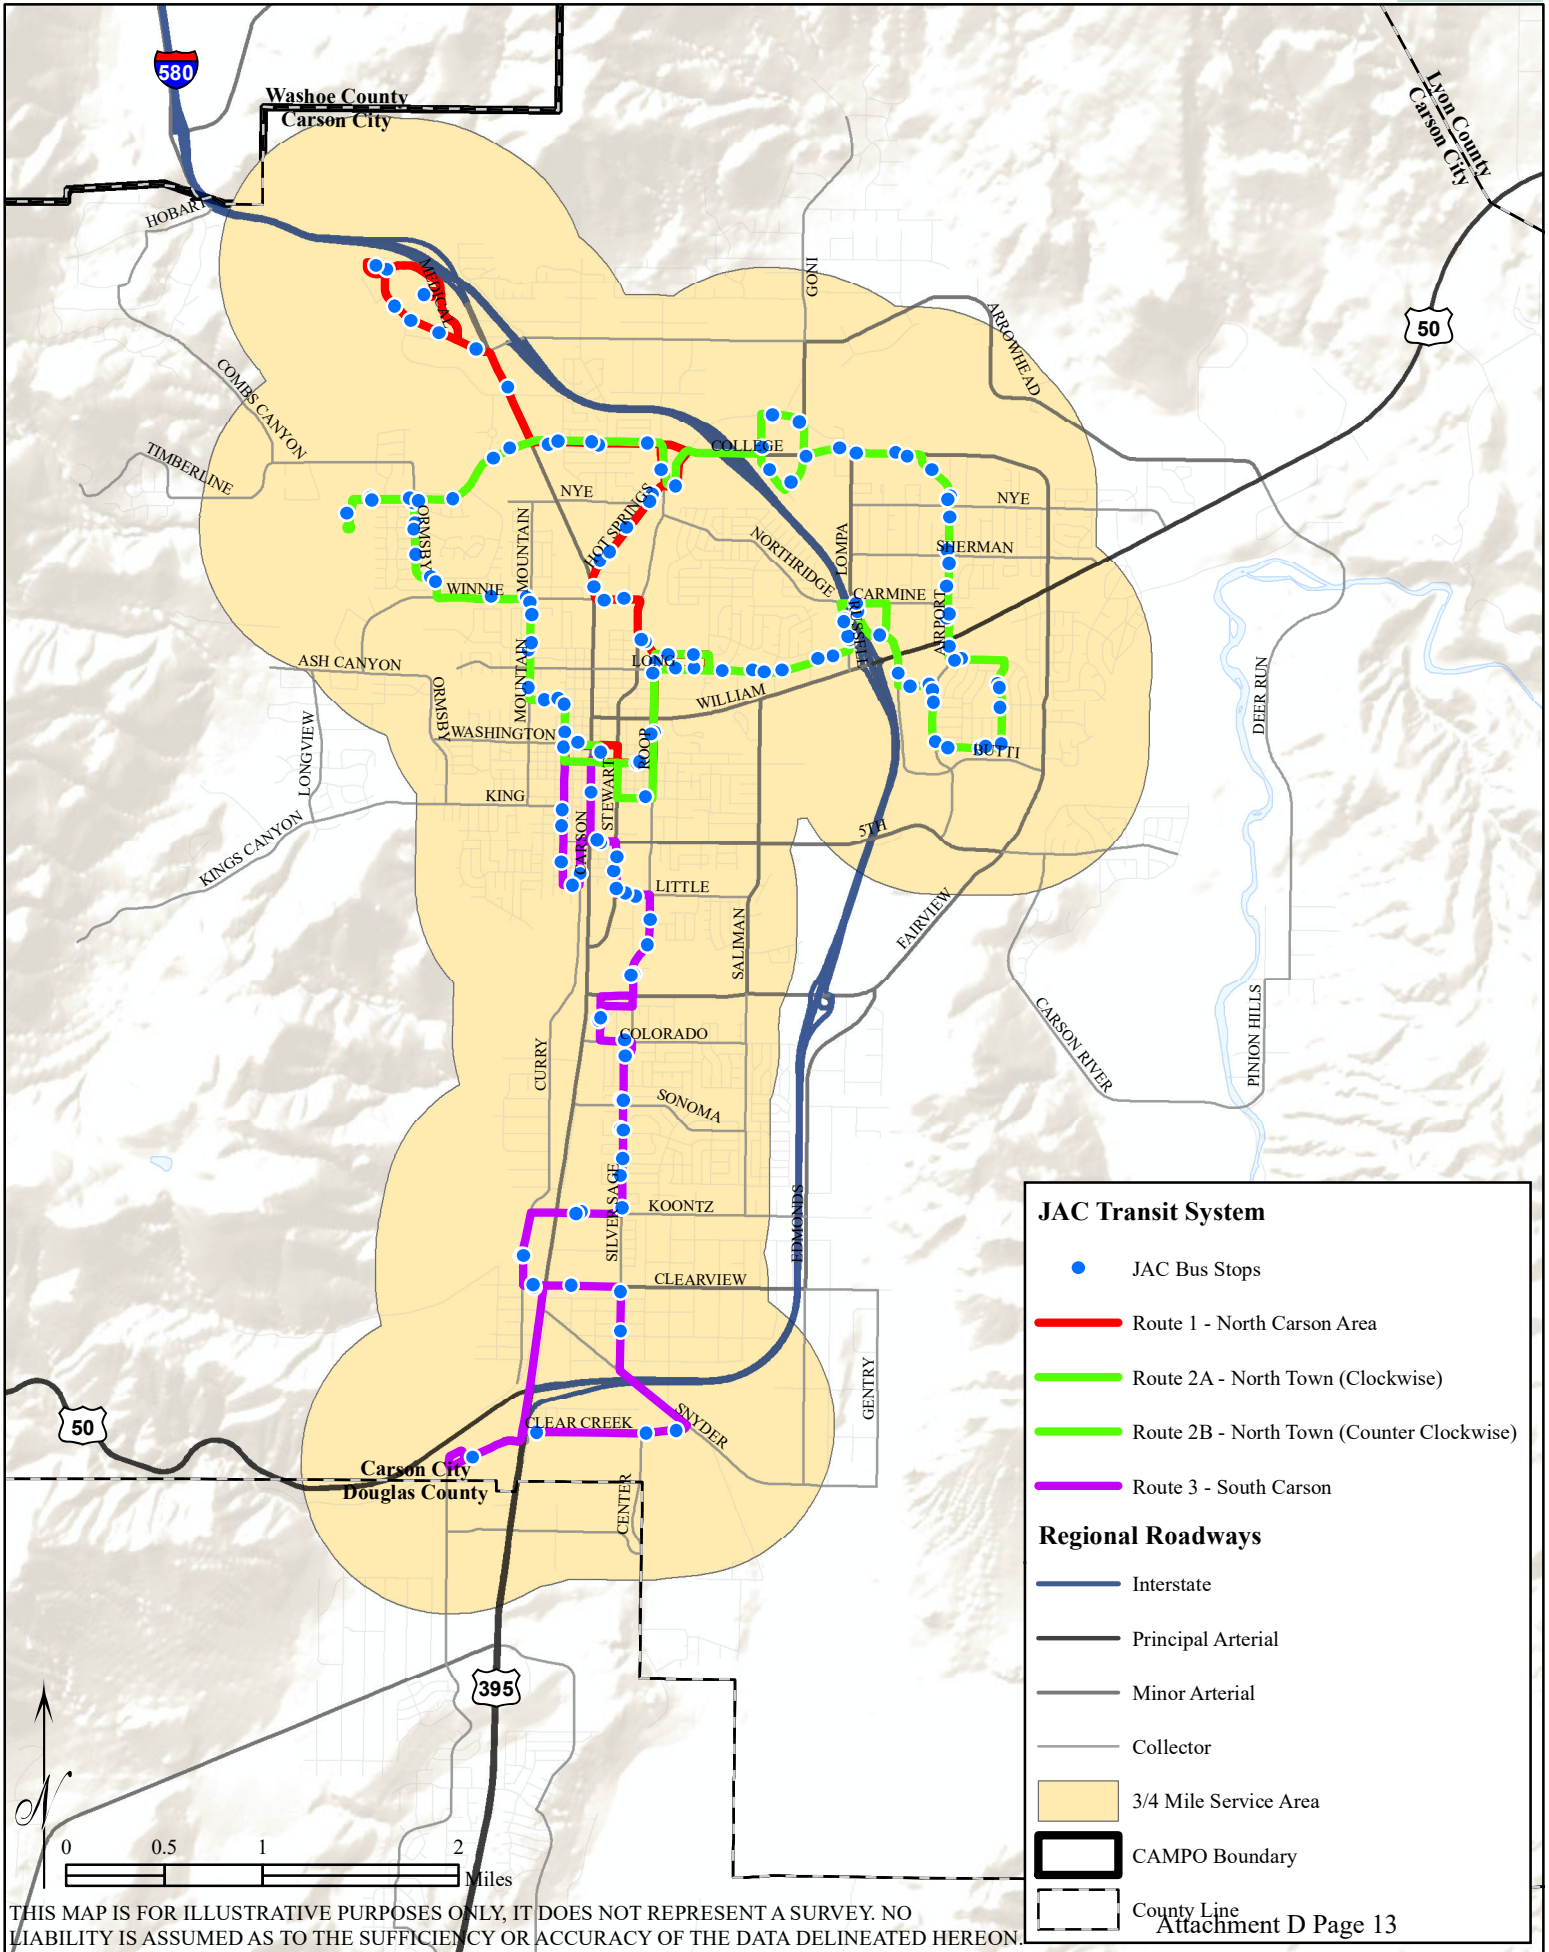 580
Washoe County
Carson City
Lyon County
Carson City
HOBART
MEDICAL
GONI
ARROWHEAD
50
COMBS CANYON
TIMBERLINE
COLLEGE
NYE
NYE
ORMSBY
MOUNTAIN
HOT SPRINGS
NORTHRIDGE
LOMPA
SHERMAN
WINNIE
CARMINE
RUSSELL
AIRPORT
ASH CANYON
MOUNTAIN
LONG
ORMSBY
WILLIAM
DEER RUN
LONGVIEW
WASHINGTON
ROOP
BUTTI
STEWART
KING
KINGS CANYON
CARSON
5TH
LITTLE
SALIMAN
FAIRVIEW
COLORADO
CURRY
CARSON RIVER
PINION HILLS
SONOMA
SILVER SAGE
KOONTZ
EDMONDS
CLEARVIEW
GENTRY
SNYDER
CLEAR CREEK
50
Carson City
Douglas County
CENTER
395
JAC Transit System
JAC Bus Stops
Route 1 - North Carson Area
Route 2A - North Town (Clockwise)
Route 2B - North Town (Counter Clockwise)
Route 3 - South Carson
Regional Roadways
Interstate
Principal Arterial
Minor Arterial
Collector
3/4 Mile Service Area
CAMPO Boundary
County Line
Attachment D Page 13
N
0 0.5 1 2
Miles
THIS MAP IS FOR ILLUSTRATIVE PURPOSES ONLY, IT DOES NOT REPRESENT A SURVEY. NO
LIABILITY IS ASSUMED AS TO THE SUFFICIENCY OR ACCURACY OF THE DATA DELINEATED HEREON.